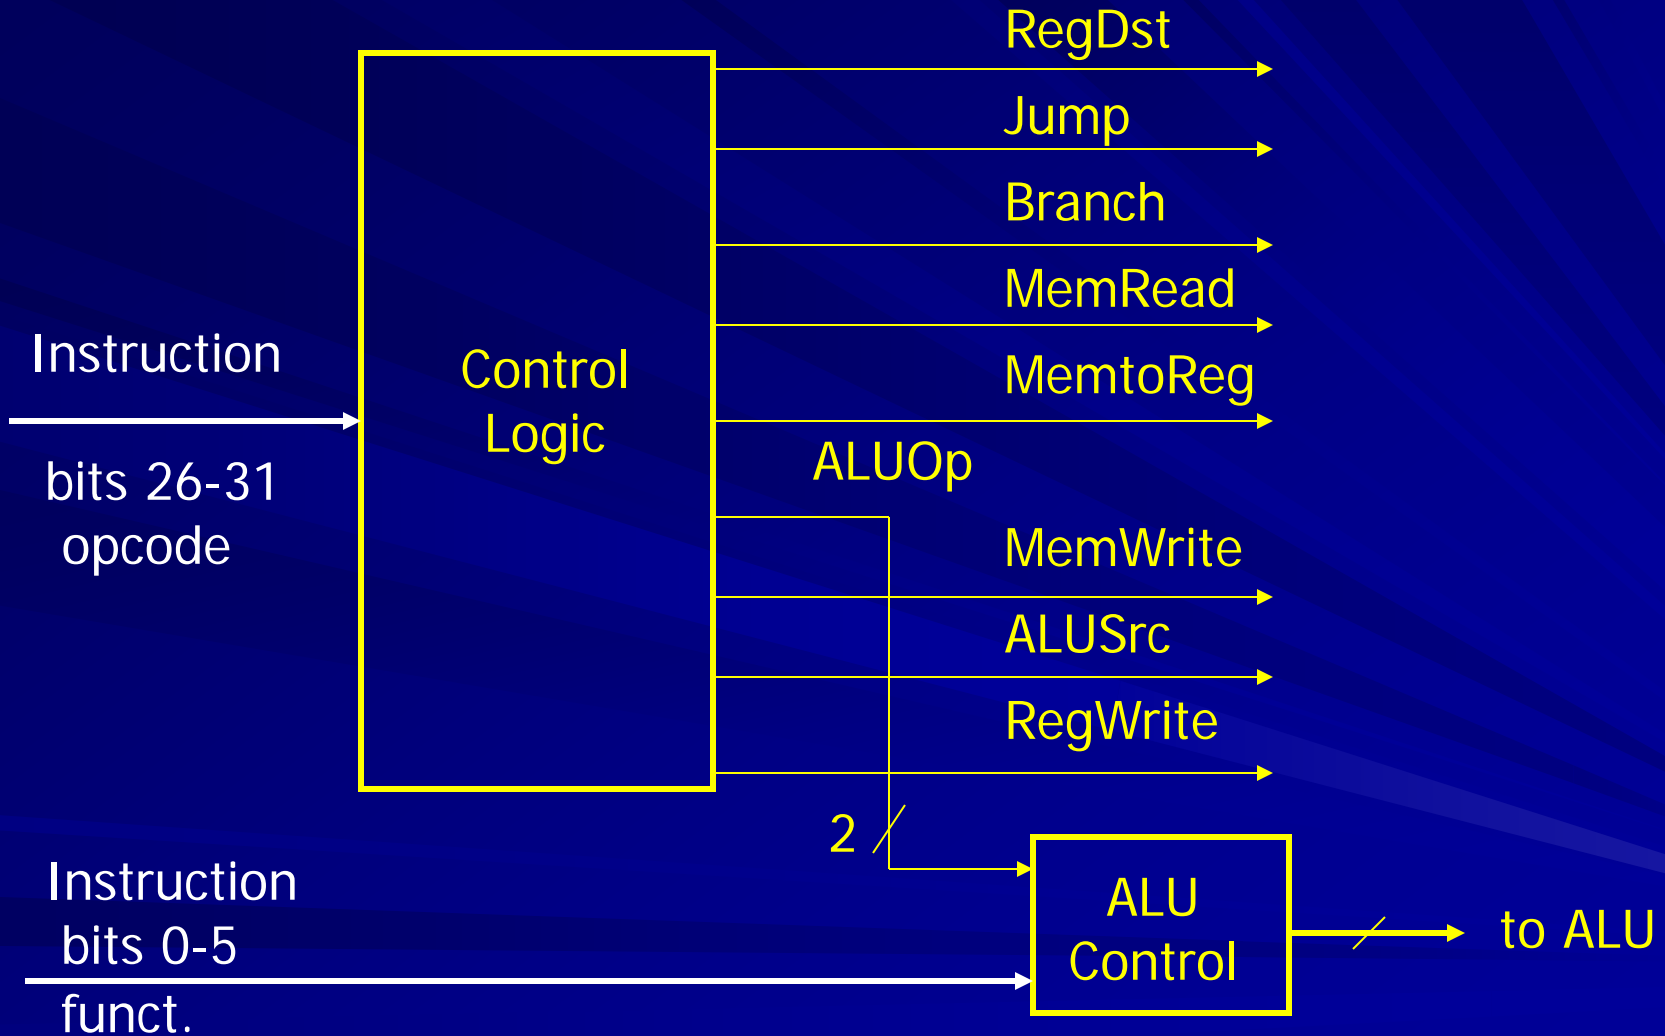 RegDst
Jump
Branch
MemRead
MemtoReg
Instruction
bits 26-31
opcode
Control
Logic
ALUOp
MemWrite
ALUSrc
RegWrite
2
Instruction
bits 0-5
funct.
ALU
Control
to ALU